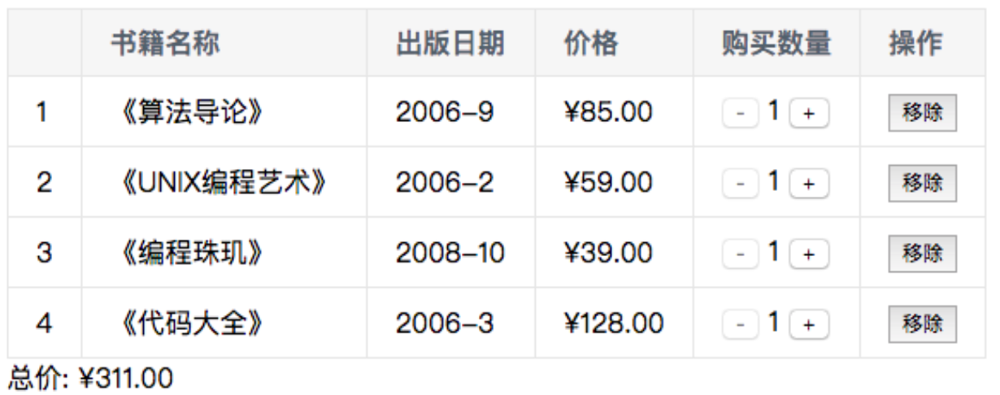 书籍名称 出版日期 价格 购买数量 操作
1 《算法导论》 2006-9 ¥85.00 - 1 + 移除
2 《UNIX编程艺术》 2006-2 ¥59.00 - 1 + 移除
3 《编程珠玑》 2008-10 ¥39.00 - 1 + 移除
4 《代码大全》 2006-3 ¥128.00 - 1 + 移除
总价: ¥311.00